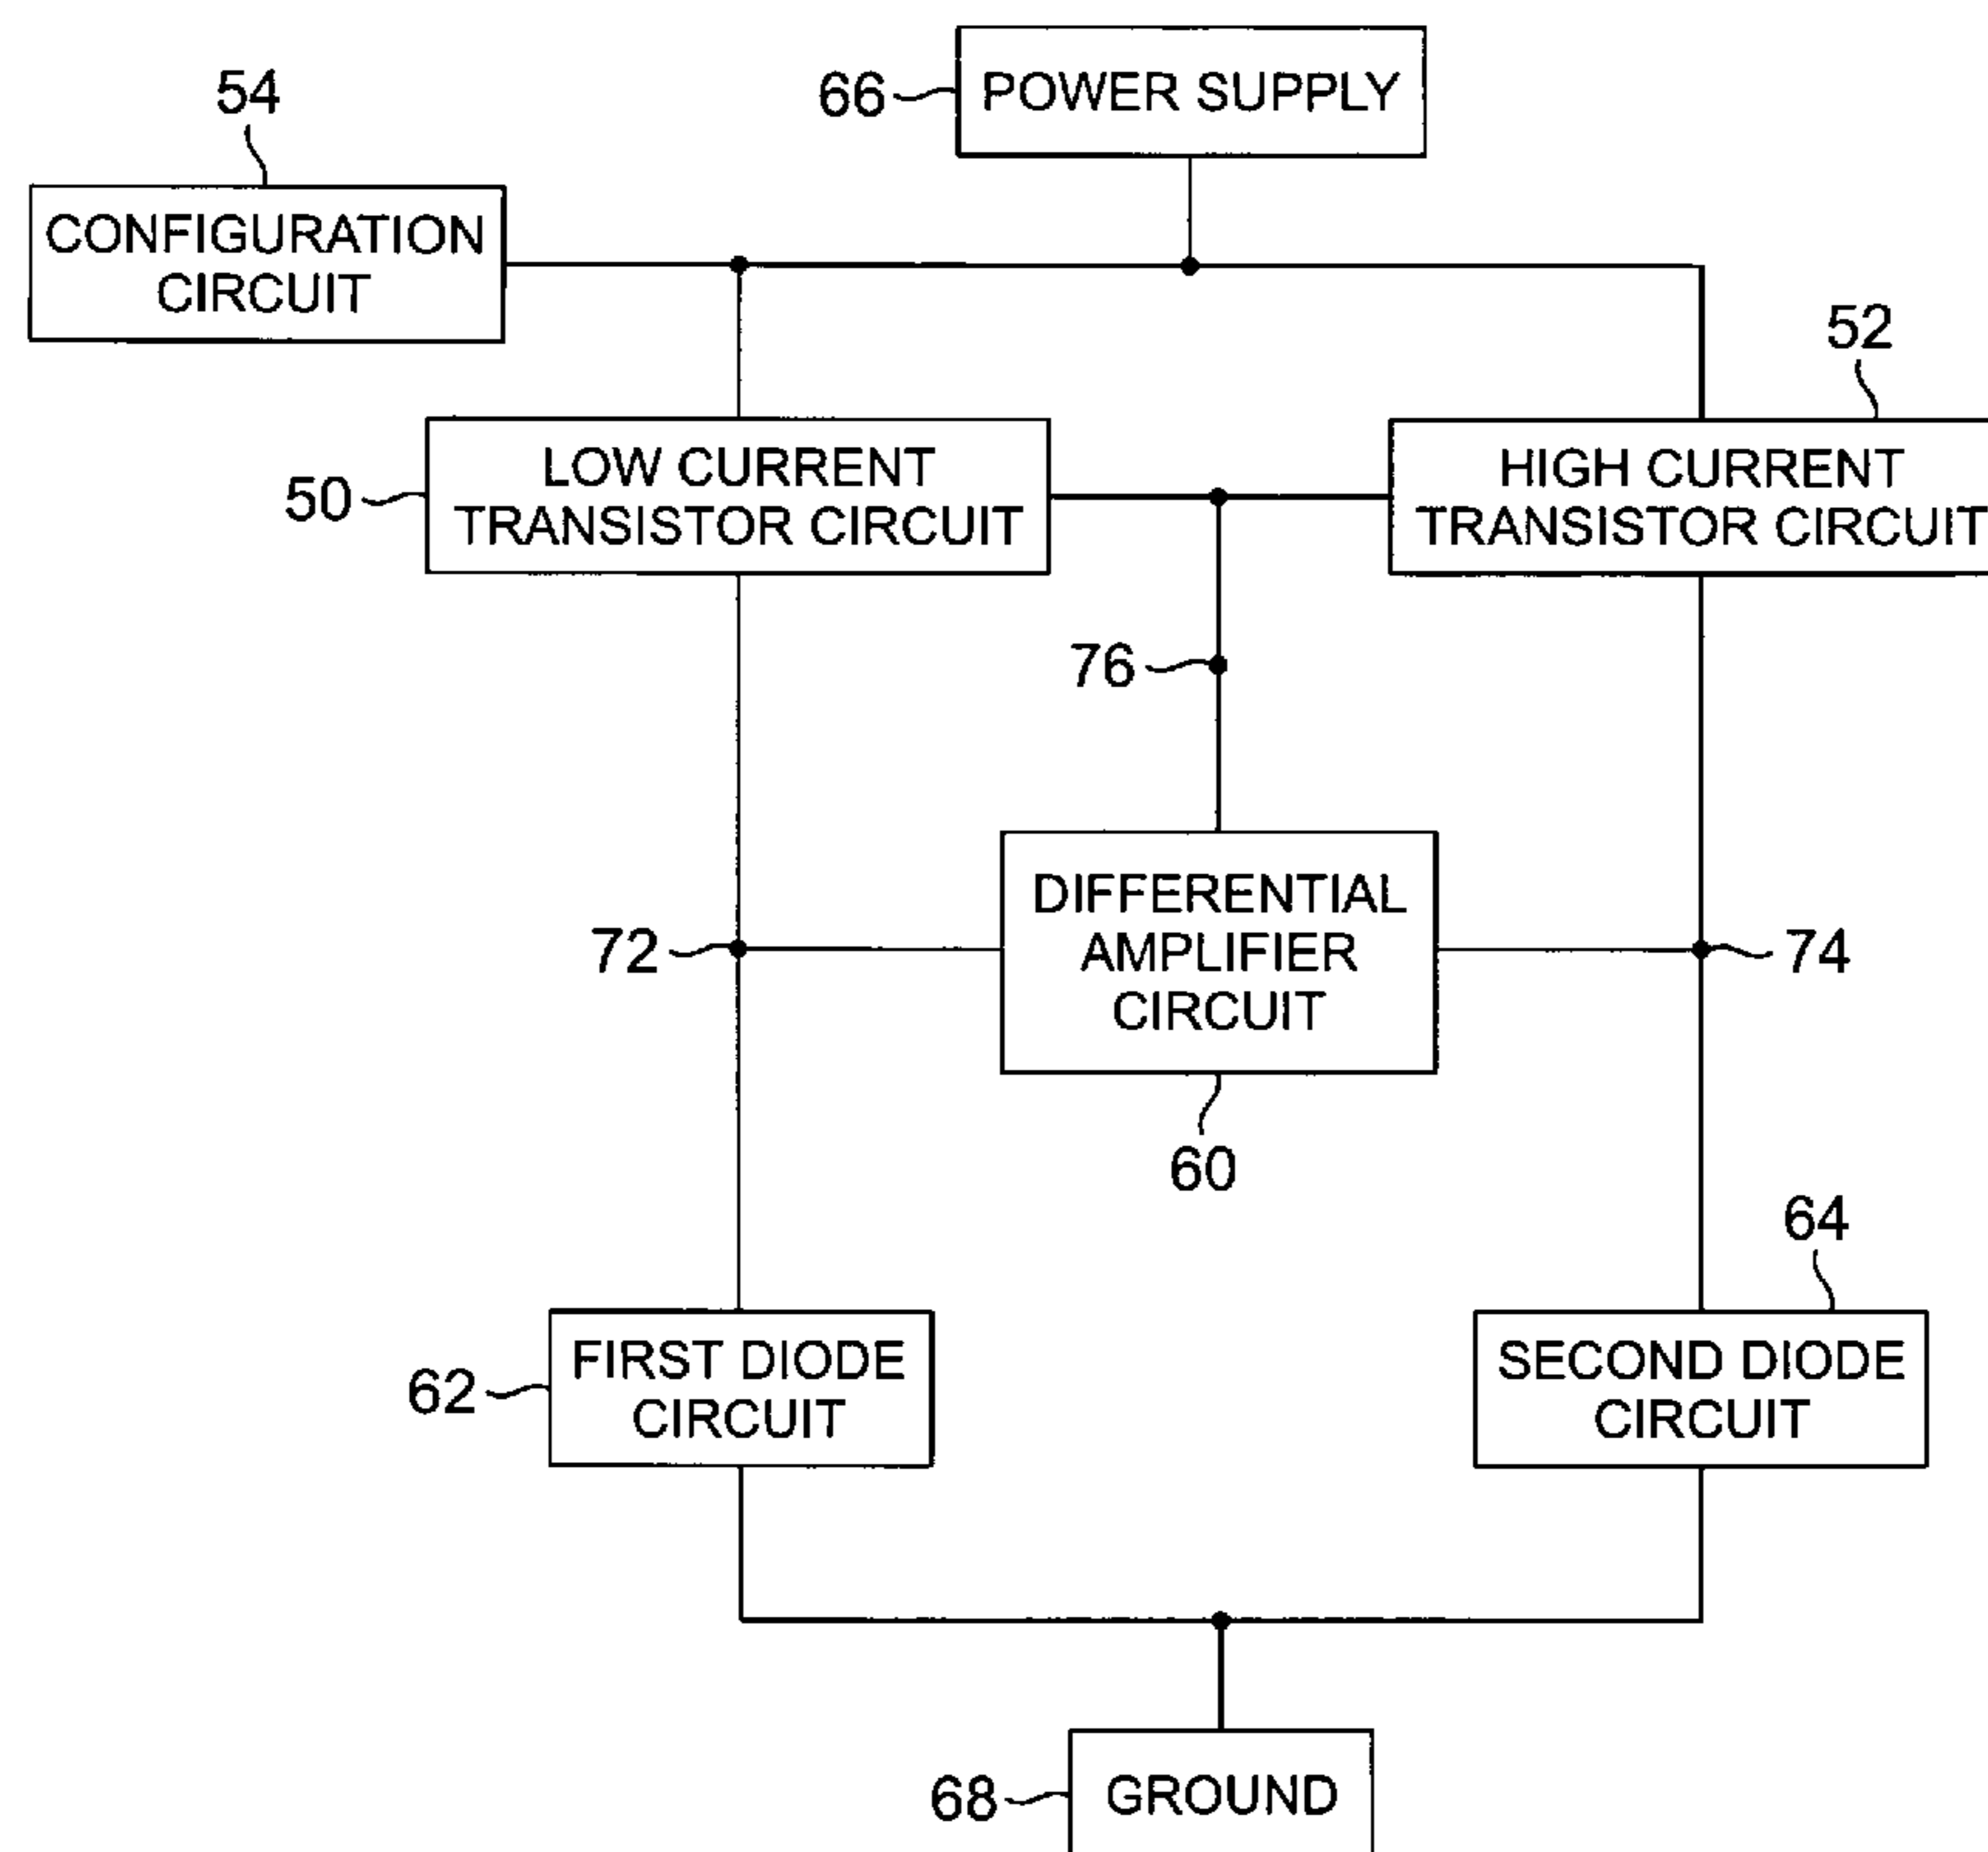 54
66
POWER SUPPLY
CONFIGURATION
CIRCUIT
52
50
LOW CURRENT
TRANSISTOR CIRCUIT
HIGH CURRENT
TRANSISTOR CIRCUIT
76
72
DIFFERENTIAL
AMPLIFIER
CIRCUIT
74
60
64
62
FIRST DIODE
CIRCUIT
SECOND DIODE
CIRCUIT
68
GROUND